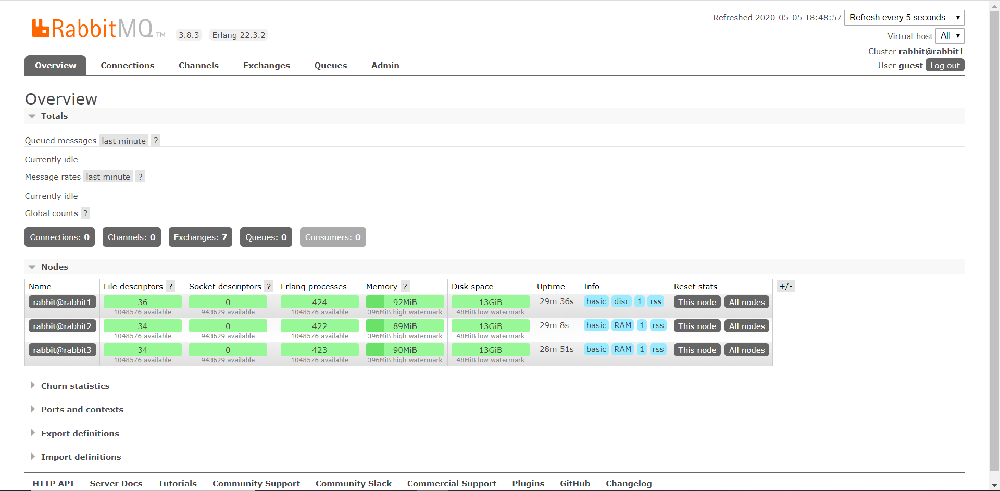 RabbitMQ TM 3.8.3 Erlang 22.3.2
Refreshed 2020-05-05 18:48:57 Refresh every 5 seconds
Virtual host All
Cluster rabbit@rabbit1
User guest Log out
Overview Connections Channels Exchanges Queues Admin
Overview
Totals
Queued messages last minute ?
Currently idle
Message rates last minute ?
Currently idle
Global counts ?
Connections: 0 Channels: 0 Exchanges: 7 Queues: 0 Consumers: 0
Nodes
Name File descriptors ? Socket descriptors ? Erlang processes Memory ? Disk space Uptime Info Reset stats +/-
rabbit@rabbit1 36 0 424 92MiB 13GiB 29m 36s basic disc 1 rss This node All nodes
1048576 available 943629 available 1048576 available 396MiB high watermark 48MiB low watermark
rabbit@rabbit2 34 0 422 89MiB 13GiB 29m 8s basic RAM 1 rss This node All nodes
1048576 available 943629 available 1048576 available 396MiB high watermark 48MiB low watermark
rabbit@rabbit3 34 0 423 90MiB 13GiB 28m 51s basic RAM 1 rss This node All nodes
1048576 available 943629 available 1048576 available 396MiB high watermark 48MiB low watermark
Churn statistics
Ports and contexts
Export definitions
Import definitions
HTTP API Server Docs Tutorials Community Support Community Slack Commercial Support Plugins GitHub Changelog